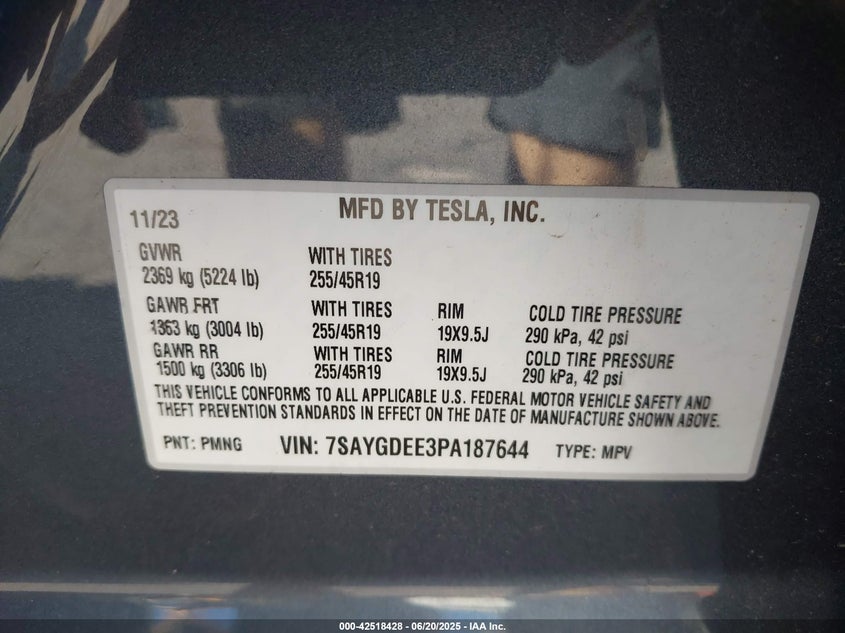 11/23 MFD BY TESLA, INC.
GVWR WITH TIRES
2369 kg (5224 lb) 255/45R19
GAWR FRT WITH TIRES RIM COLD TIRE PRESSURE
1363 kg (3004 lb) 255/45R19 19X9.5J 290 kPa, 42 psi
GAWR RR WITH TIRES RIM COLD TIRE PRESSURE
1500 kg (3306 lb) 255/45R19 19X9.5J 290 kPa, 42 psi
THIS VEHICLE CONFORMS TO ALL APPLICABLE U.S. FEDERAL MOTOR VEHICLE SAFETY AND
THEFT PREVENTION STANDARDS IN EFFECT ON THE DATE OF MANUFACTURE SHOWN ABOVE.
PNT: PMNG VIN: 7SAYGDEE3PA187644 TYPE: MPV
000-42518428 - 06/20/2025 - IAA Inc.